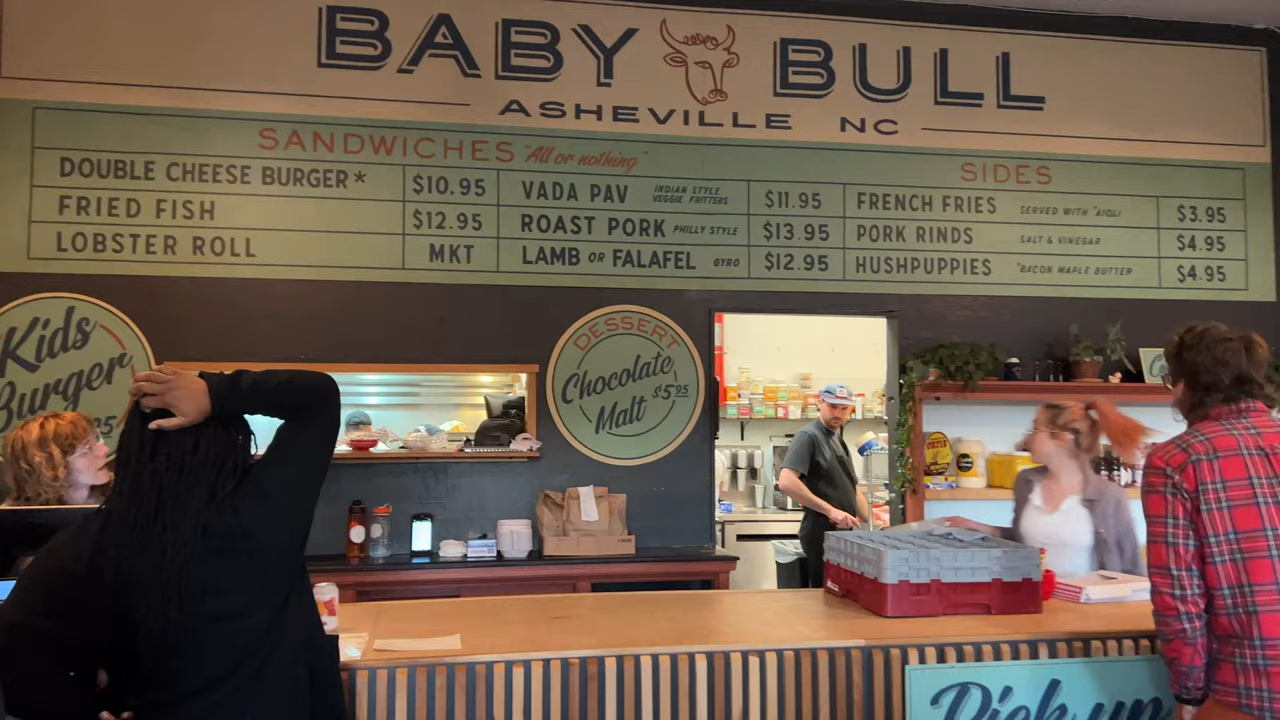 BABY BULL
ASHEVILLE NC
SANDWICHES "All or nothing"
DOUBLE CHEESE BURGER* $10.95
FRIED FISH $12.95
LOBSTER ROLL MKT
VADA PAV INDIAN STYLE VEGGIE FRITTERS $11.95
ROAST PORK PHILLY STYLE $13.95
LAMB OR FALAFEL GYRO $12.95
SIDES
FRENCH FRIES SERVED WITH *AIOLI $3.95
PORK RINDS SALT & VINEGAR $4.95
HUSHPUPPIES *BACON MAPLE BUTTER $4.95
Kids
Burger
DESSERT
Chocolate
Malt $5.95
Pick up